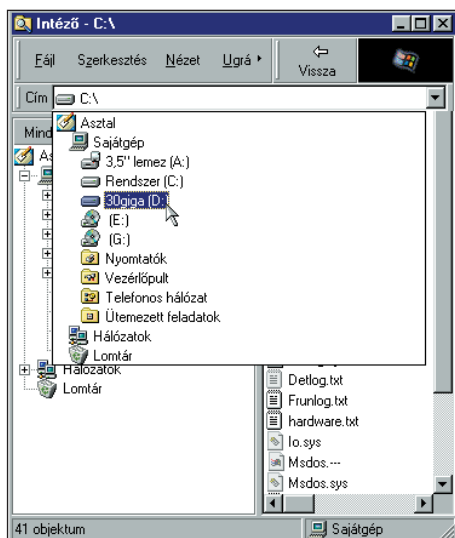 Intéző - C:\
Fájl Szerkesztés Nézet Ugrá
Vissza
Cím C:\
Mind
Asztal
As
Sajátgép
3,5'' lemez (A:)
Rendszer (C:)
30giga (D:
(E:)
(G:)
Nyomtatók
Vezérlőpult
Telefonos hálózat
Ütemezett feladatok
Hálózatok
Lomtár
Hálózatok
Lomtár
Detlog.txt
Frunlog.txt
hardware.txt
Io.sys
Msdos.---
Msdos.sys
41 objektum Sajátgép